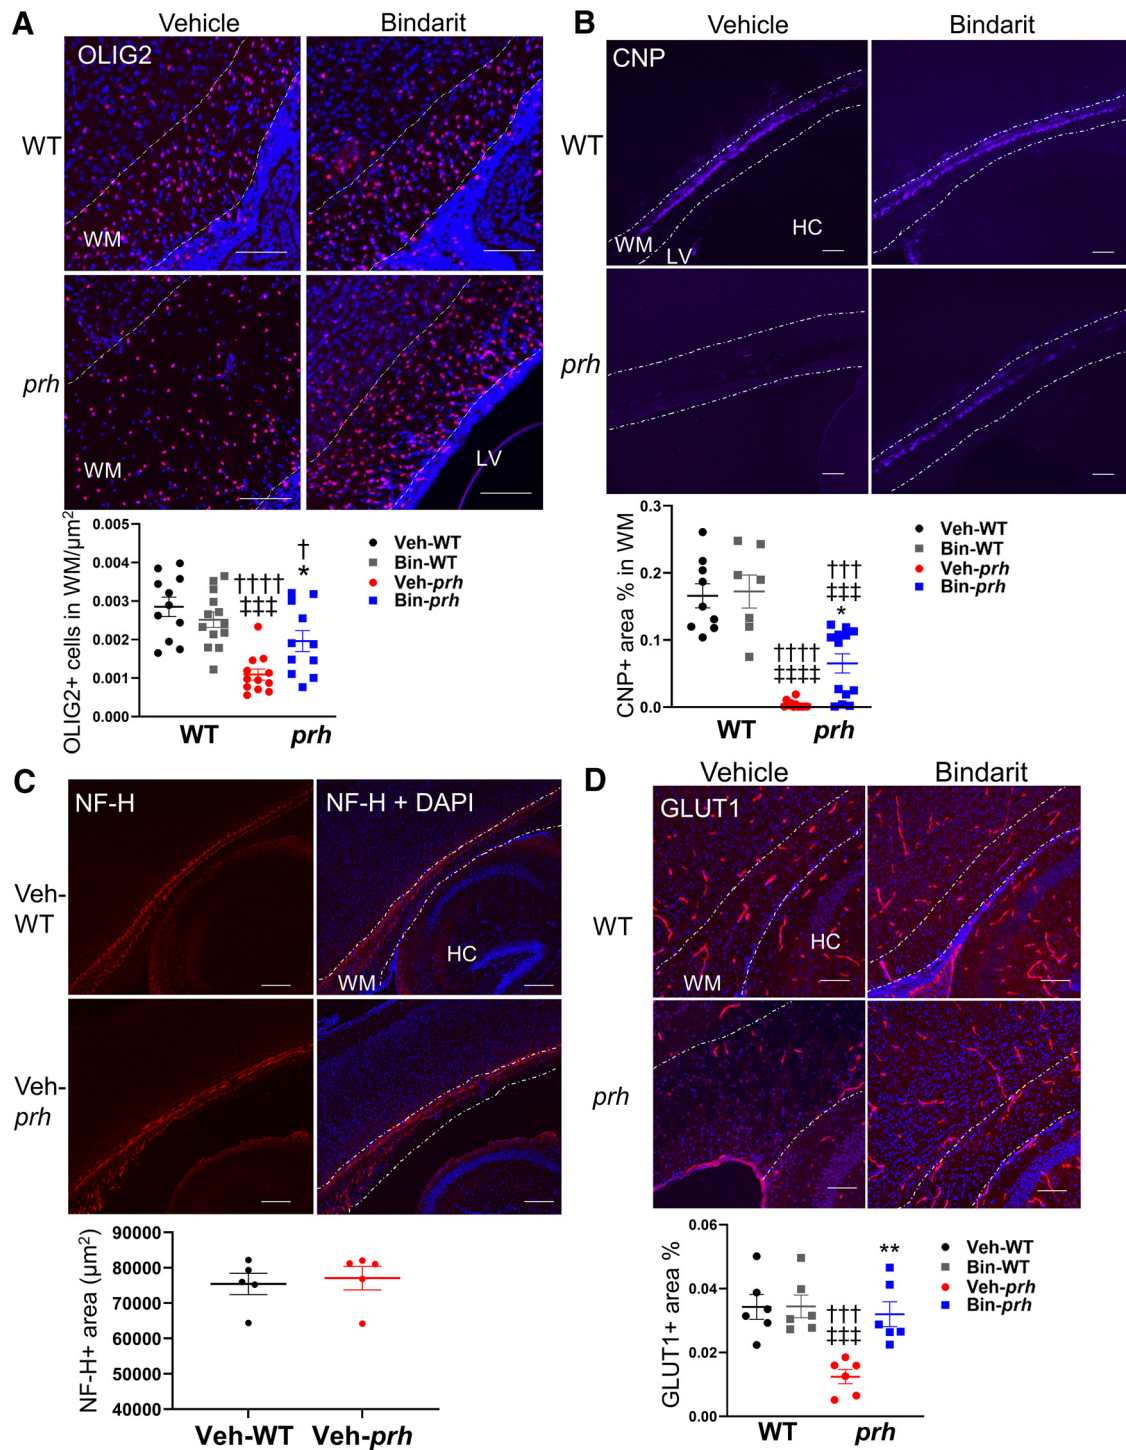 A
Vehicle
Bindarit
OLIG2
WT
WM
prh
WM
LV
OLIG2+ cells in WM/µm²
0.005
0.004
0.003
0.002
0.001
0.000
††††
‡‡‡
†
*
WT
prh
Veh-WT
Bin-WT
Veh-prh
Bin-prh
B
Vehicle
Bindarit
CNP
WT
WM
LV
HC
prh
CNP+ area % in WM
0.3
0.2
0.1
0.0
††††
‡‡‡‡
†††
‡‡‡
*
WT
prh
Veh-WT
Bin-WT
Veh-prh
Bin-prh
C
NF-H
NF-H + DAPI
Veh-
WT
WM
HC
Veh-
prh
NF-H+ area (µm²)
90000
80000
70000
60000
50000
40000
Veh-WT
Veh-prh
D
Vehicle
Bindarit
GLUT1
WT
WM
HC
prh
GLUT1+ area %
0.06
0.04
0.02
0.00
†††
‡‡‡
**
WT
prh
Veh-WT
Bin-WT
Veh-prh
Bin-prh